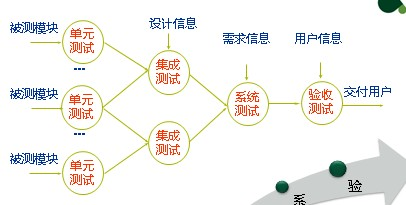 被测模块
单元
测试
...
被测模块
单元
测试
...
被测模块
单元
测试
设计信息
集成
测试
集成
测试
需求信息
系统
测试
用户信息
验收
测试
交付用户
系
验